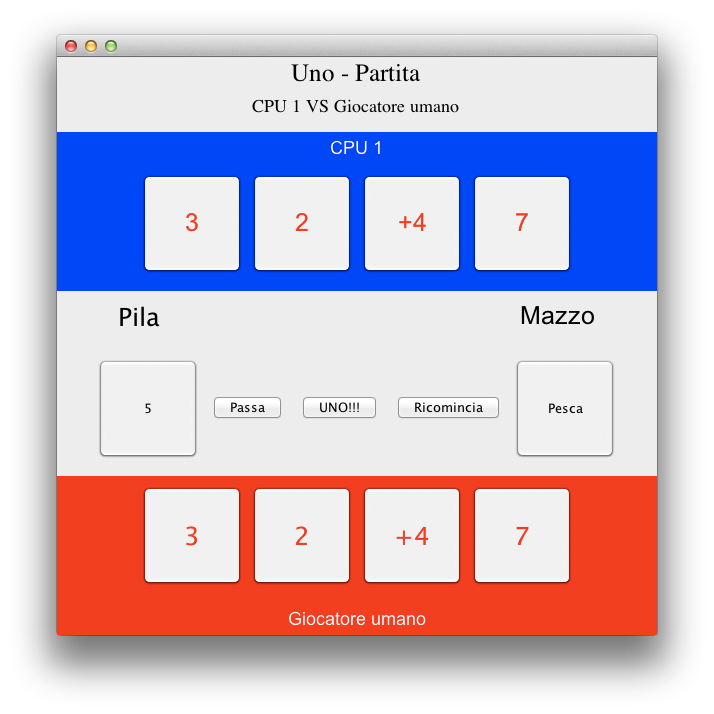 Uno - Partita
CPU 1 VS Giocatore umano
CPU 1
3 2 +4 7
Pila Mazzo
5 Passa UNO!!! Ricomincia Pesca
3 2 +4 7
Giocatore umano